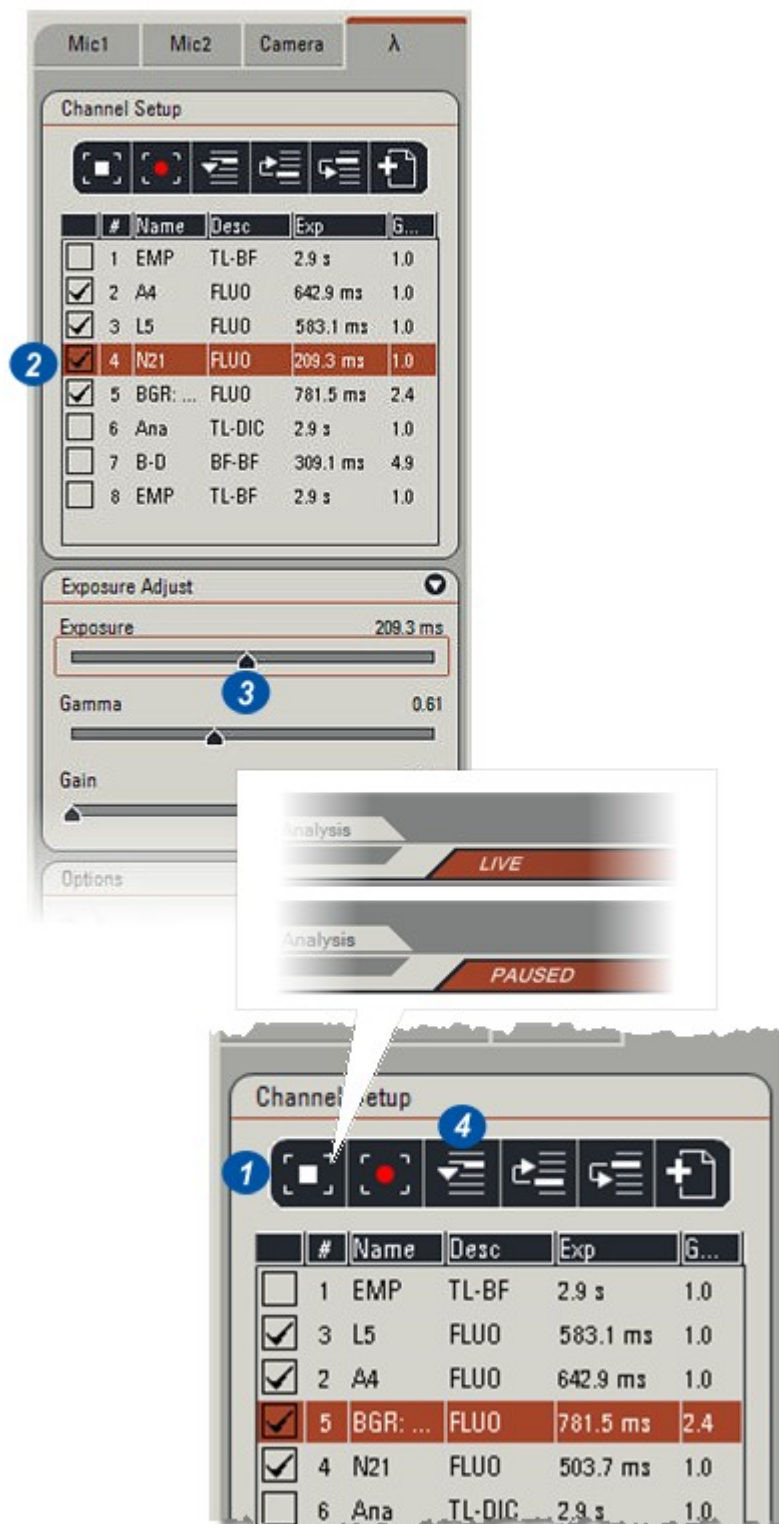 Mic1 Mic2 Camera λ
Channel Setup
# Name Desc Exp G...
1 EMP TL-BF 2.9 s 1.0
2 A4 FLUO 642.9 ms 1.0
3 L5 FLUO 583.1 ms 1.0
2
4 N21 FLUO 209.3 ms 1.0
5 BGR: ... FLUO 781.5 ms 2.4
6 Ana TL-DIC 2.9 s 1.0
7 B-D BF-BF 309.1 ms 4.9
8 EMP TL-BF 2.9 s 1.0
Exposure Adjust
Exposure 209.3 ms
3
Gamma 0.61
Gain
Options
Analysis
LIVE
Analysis
PAUSED
Channel etup
4
1
# Name Desc Exp G...
1 EMP TL-BF 2.9 s 1.0
3 L5 FLUO 583.1 ms 1.0
2 A4 FLUO 642.9 ms 1.0
5 BGR: ... FLUO 781.5 ms 2.4
4 N21 FLUO 503.7 ms 1.0
6 Ana TL-DIC 2.9 s 1.0